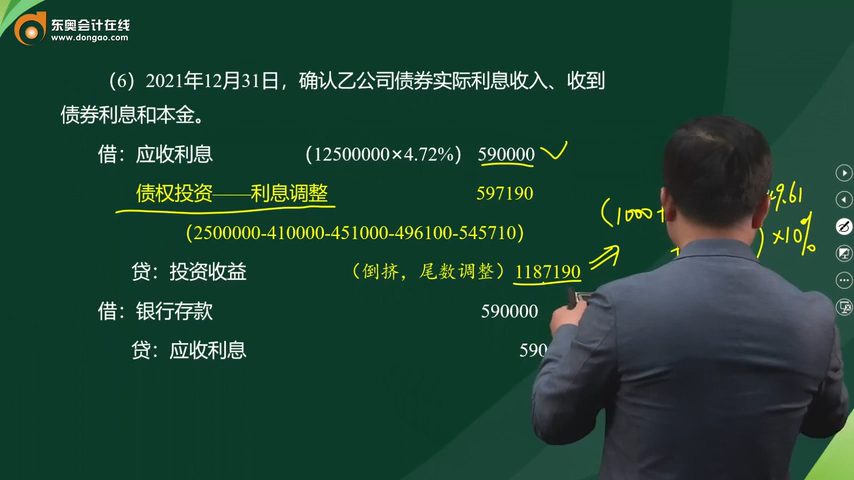 东奥会计在线
www.dongao.com
（6）2021年12月31日，确认乙公司债券实际利息收入、收到
债券利息和本金。
借：应收利息 （12500000×4.72%）590000
债权投资——利息调整 597190
（2500000-410000-451000-496100-545710）
贷：投资收益 （倒挤，尾数调整）1187190
借：银行存款 590000
贷：应收利息 590
(1000+
9.61
)×10%